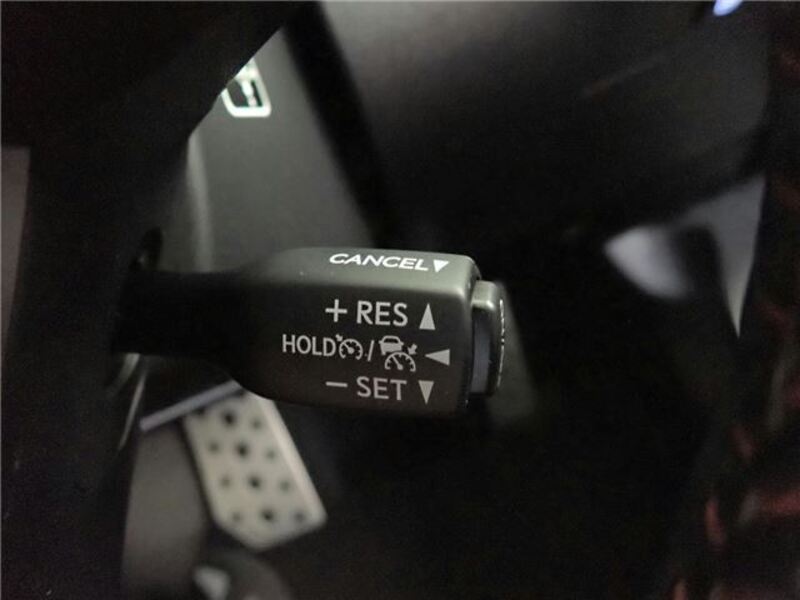 CANCEL▼
+ RES ▲
HOLD / ◄
− SET ▼